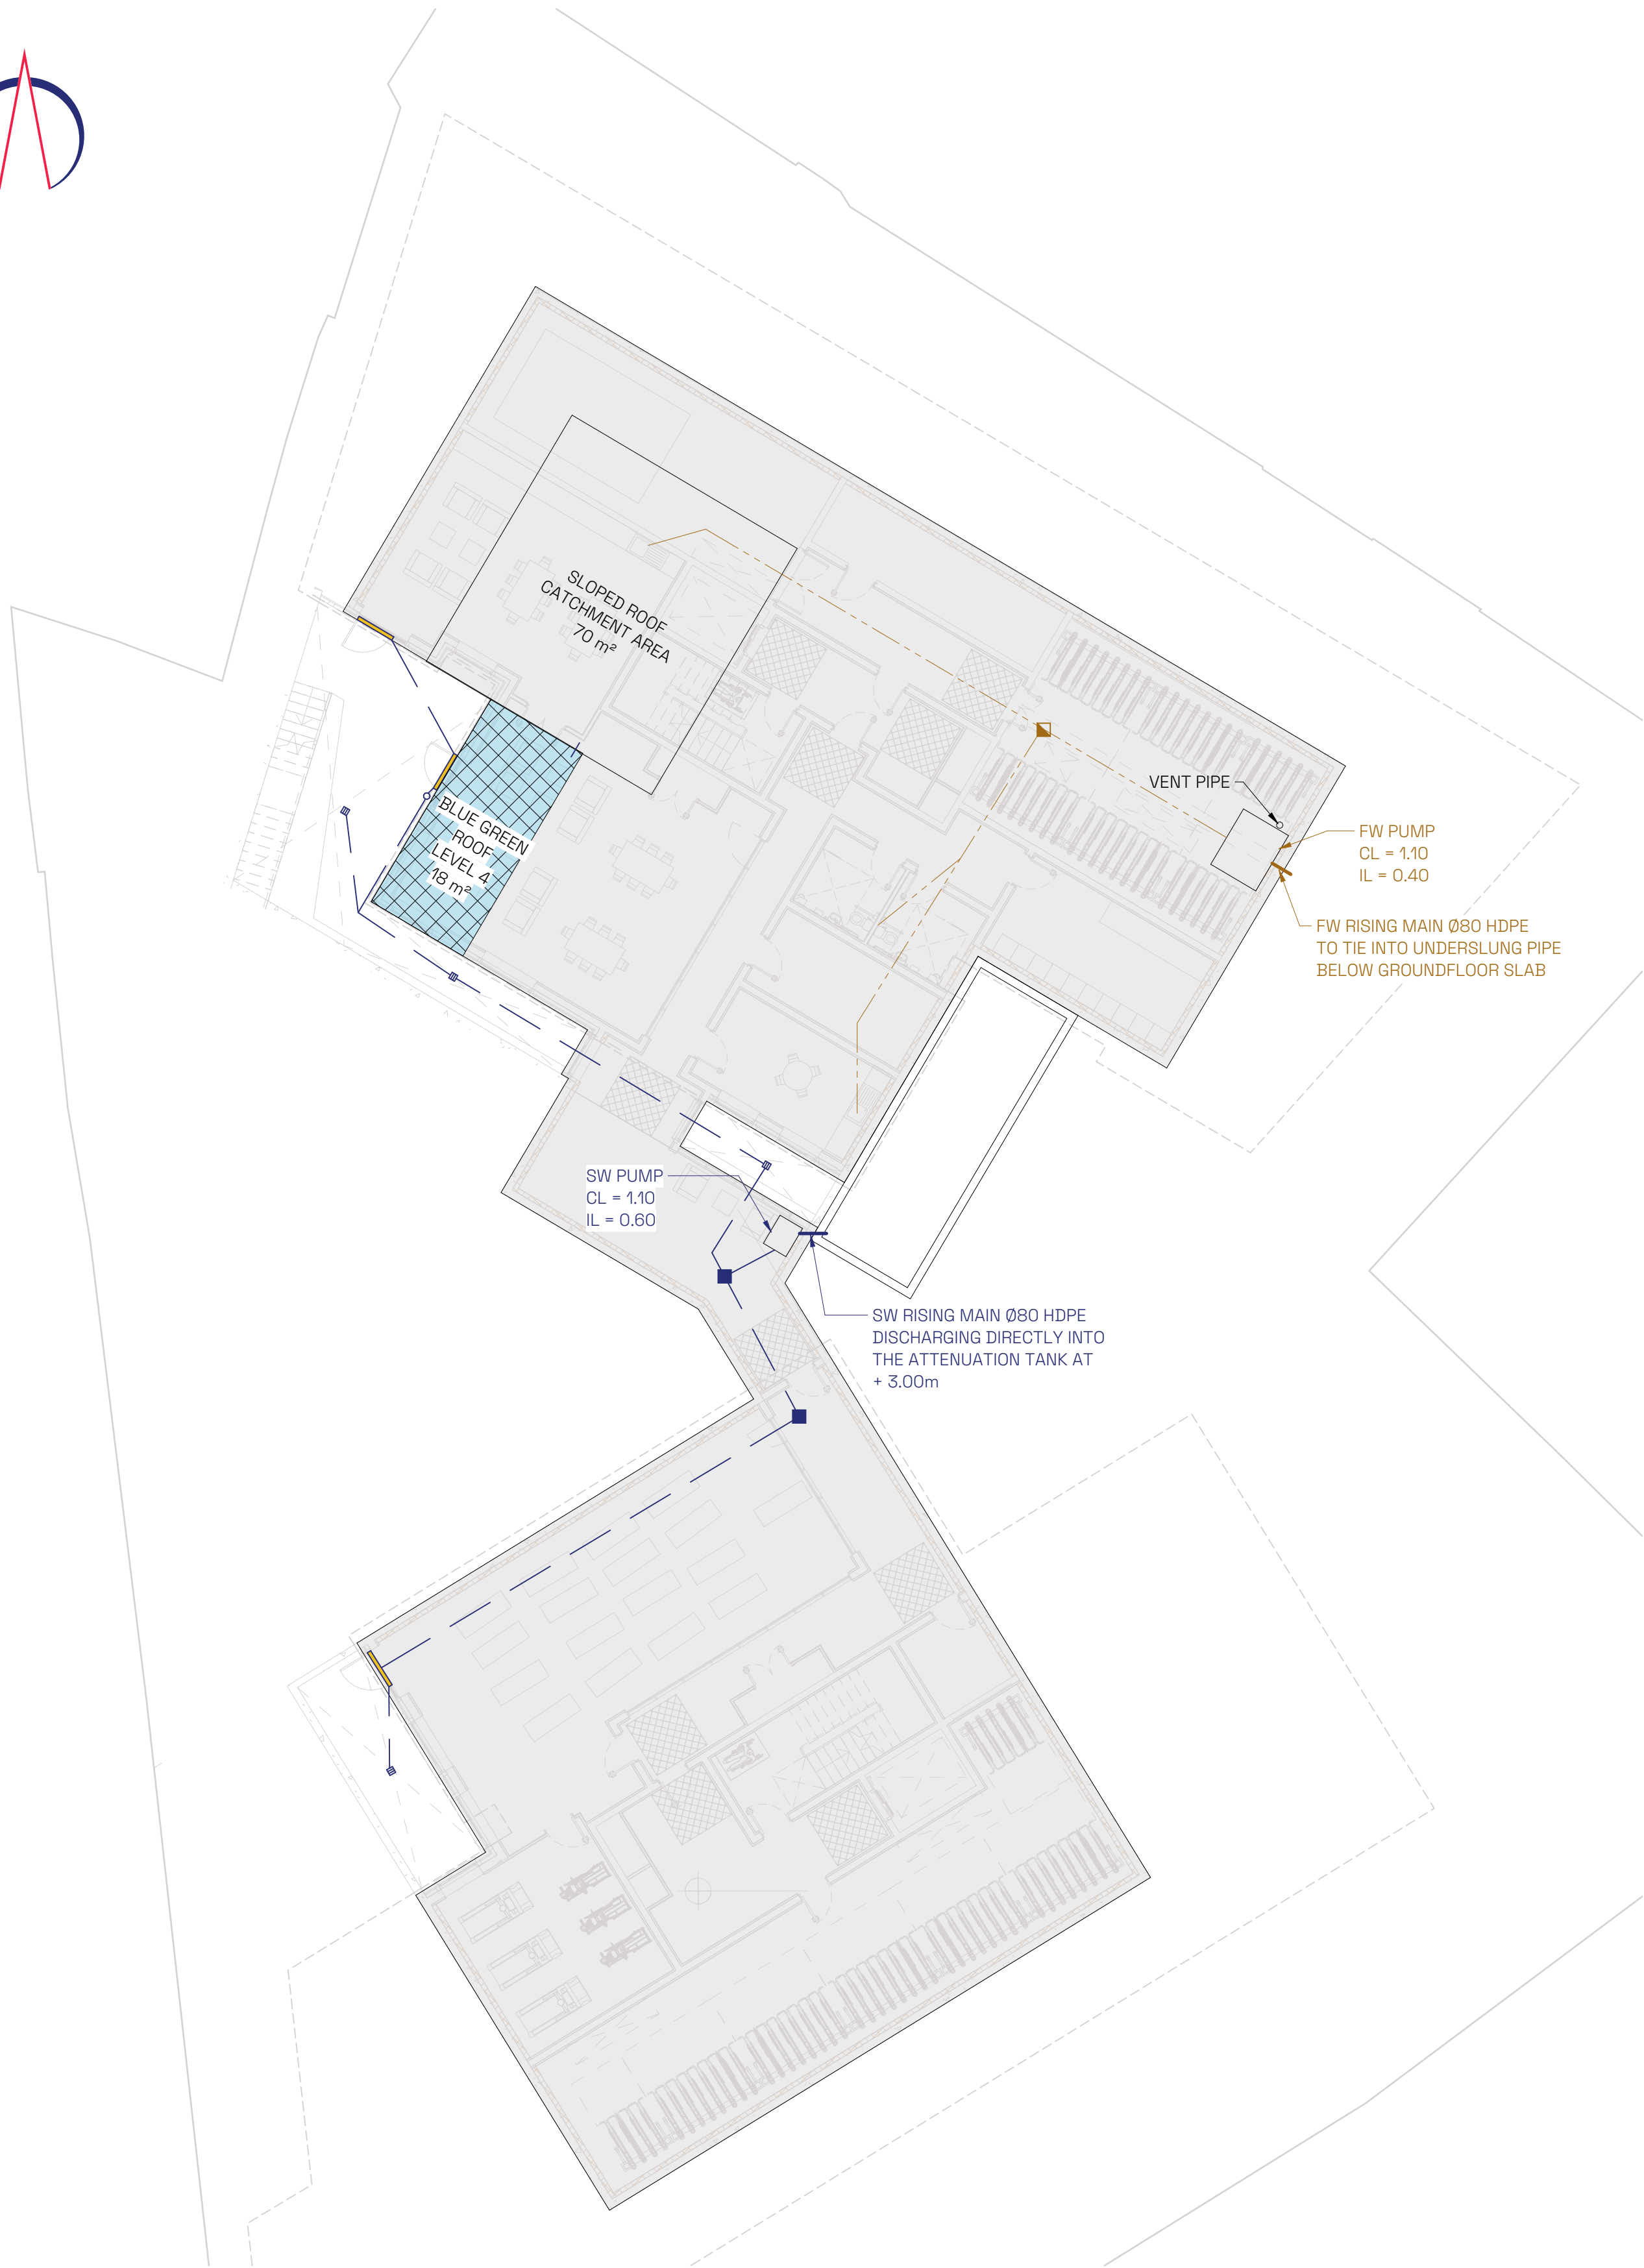 SLOPED ROOF
CATCHMENT AREA
70 m²
VENT PIPE
FW PUMP
CL = 1.10
IL = 0.40
BLUE GREEN
ROOF
LEVEL 4
18 m²
FW RISING MAIN Ø80 HDPE
TO TIE INTO UNDERSLUNG PIPE
BELOW GROUNDFLOOR SLAB
SW PUMP
CL = 1.10
IL = 0.60
SW RISING MAIN Ø80 HDPE
DISCHARGING DIRECTLY INTO
THE ATTENUATION TANK AT
+ 3.00m